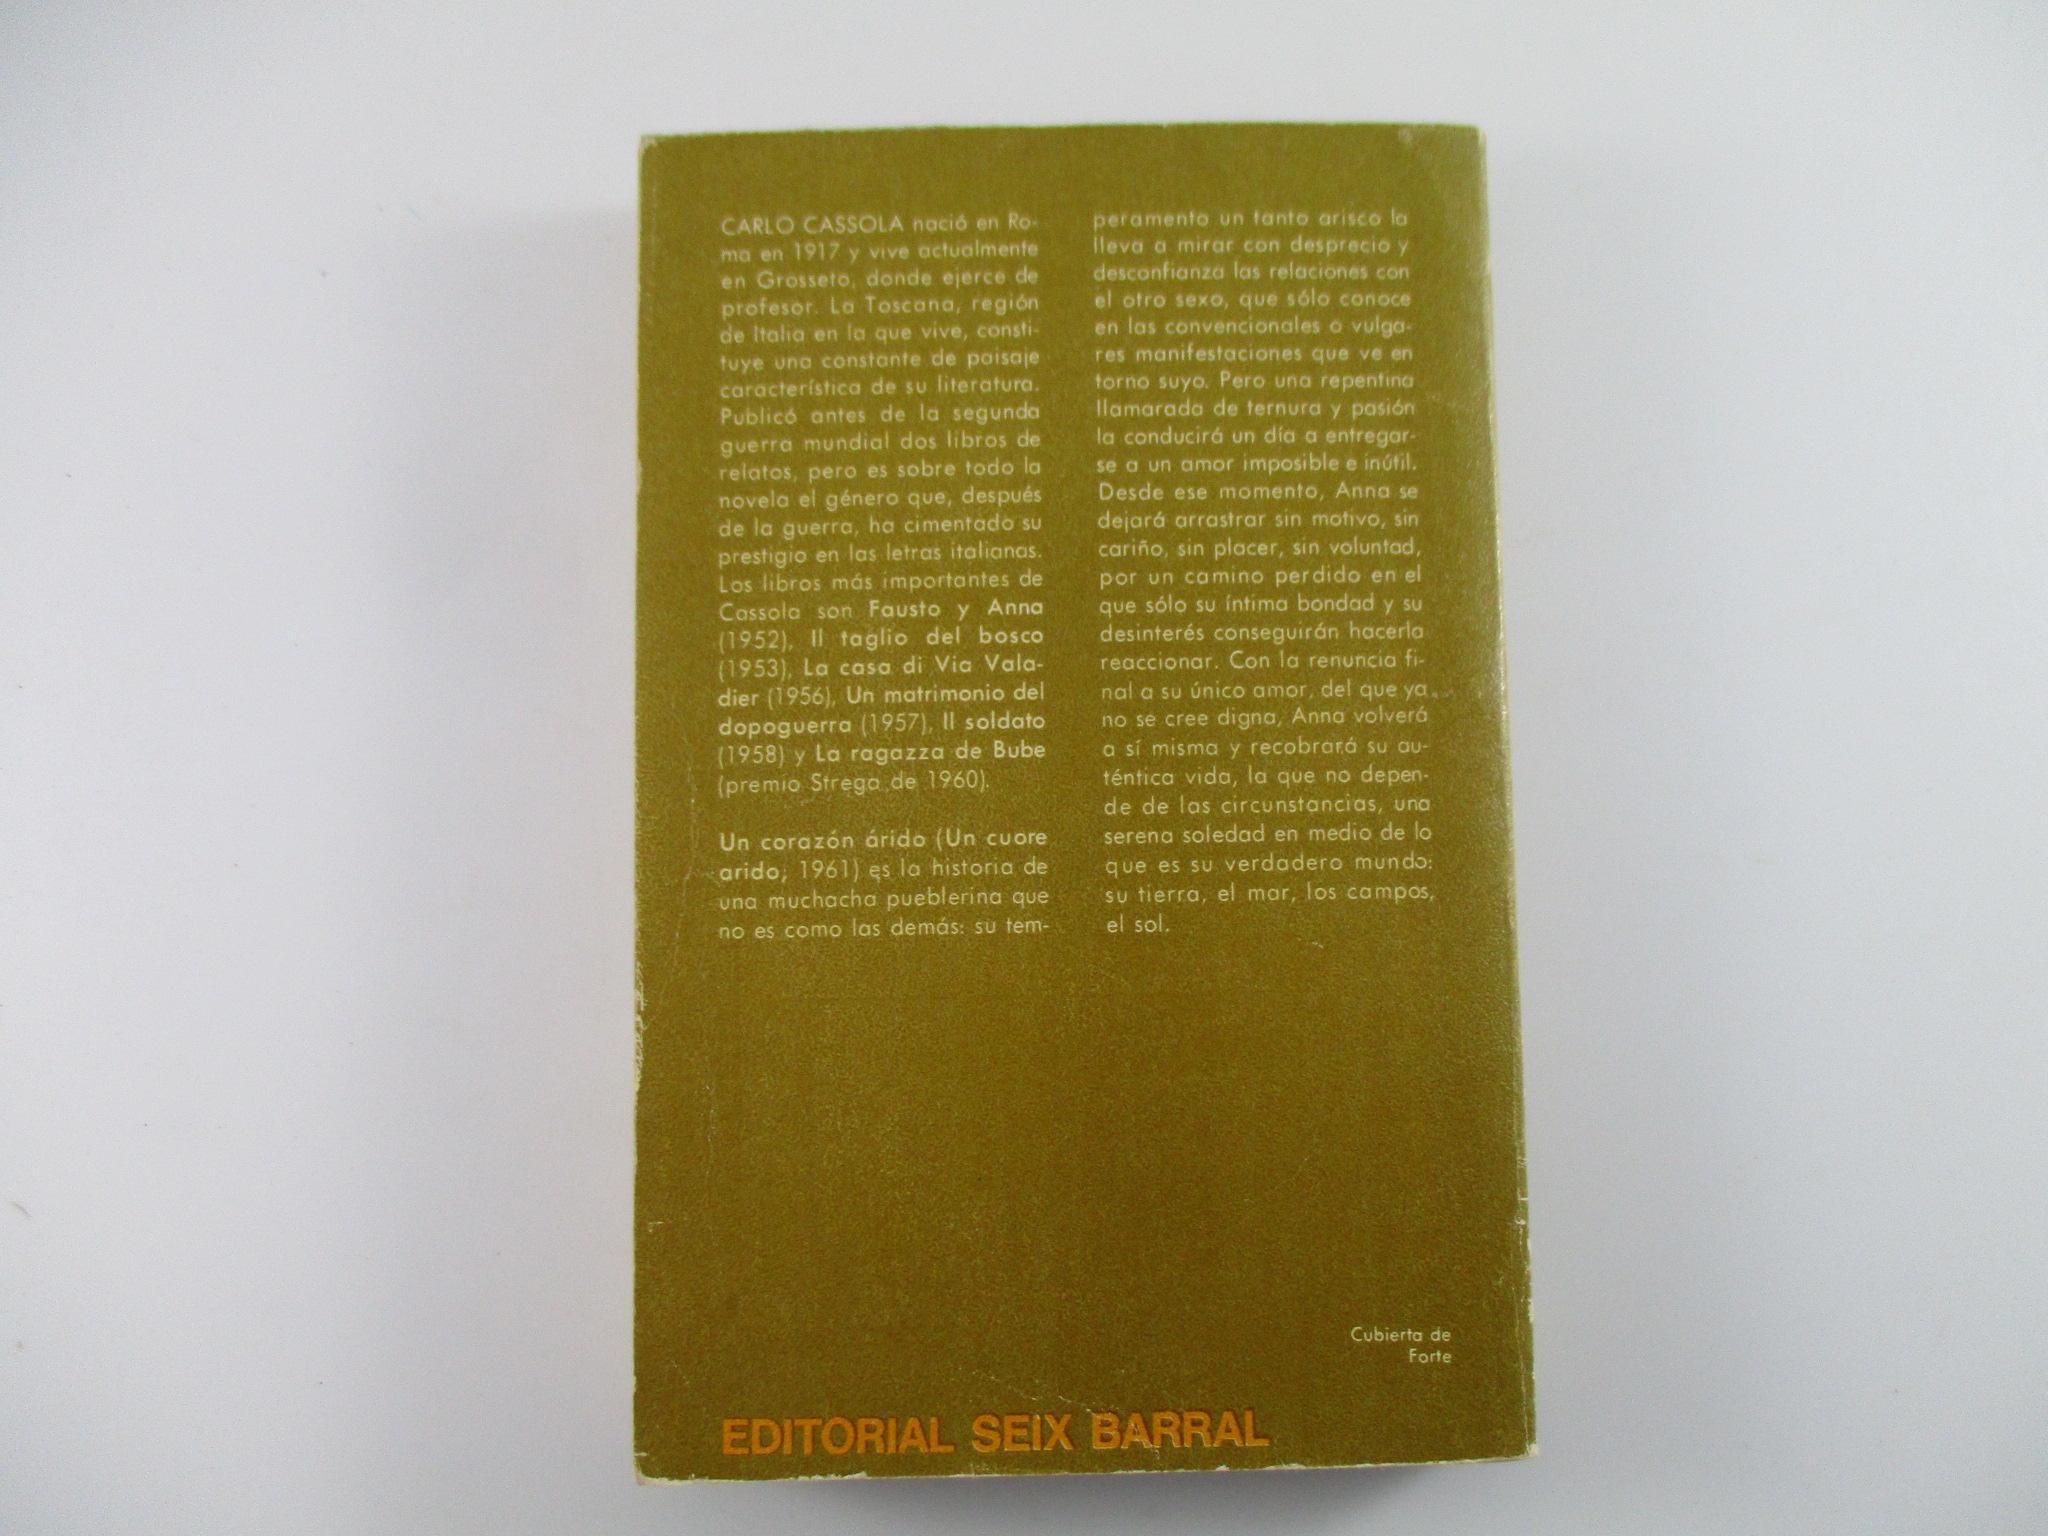 CARLO CASSOLA nació en Ro-
ma en 1917 y vive actualmente
en Grosseto, donde ejerce de
profesor. La Toscana, región
de Italia en la que vive, consti-
tuye una constante de paisaje
característica de su literatura.
Publicó antes de la segunda
guerra mundial dos libros de
relatos, pero es sobre todo la
novela el género que, después
de la guerra, ha cimentado su
prestigio en las letras italianas.
Los libros más importantes de
Cassola son Fausto y Anna
(1952), Il taglio del bosco
(1953), La casa di Via Vala-
dier (1956), Un matrimonio del
dopoguerra (1957), Il soldato
(1958) y La ragazza de Bube
(premio Strega de 1960).
Un corazón árido (Un cuore
arido, 1961) es la historia de
una muchacha pueblerina que
no es como las demás: su tem-
peramento un tanto arisco la
lleva a mirar con desprecio y
desconfianza las relaciones con
el otro sexo, que sólo conoce
en las convencionales o vulga-
res manifestaciones que ve en
torno suyo. Pero una repentina
llamarada de ternura y pasión
la conducirá un día a entregar-
se a un amor imposible e inútil.
Desde ese momento, Anna se
dejará arrastrar sin motivo, sin
cariño, sin placer, sin voluntad,
por un camino perdido en el
que sólo su íntima bondad y su
desinterés conseguirán hacerla
reaccionar. Con la renuncia fi-
nal a su único amor, del que ya
no se cree digna, Anna volverá
a sí misma y recobrará su au-
téntica vida, la que no depen-
de de las circunstancias, una
serena soledad en medio de lo
que es su verdadero mundo:
su tierra, el mar, los campos,
el sol.
Cubierta de
Forte
EDITORIAL SEIX BARRAL